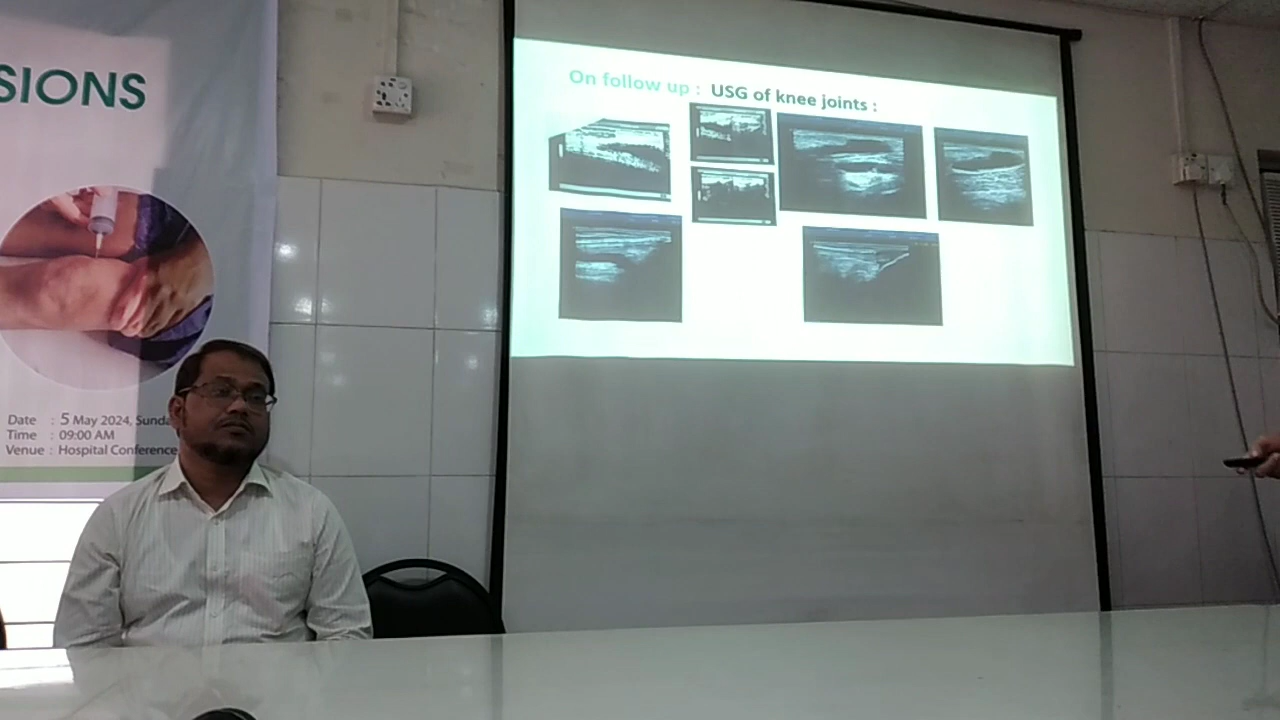 SIONS
Date : 5 May 2024, Sunda
Time : 09:00 AM
Venue : Hospital Conference
On follow up : USG of knee joints :